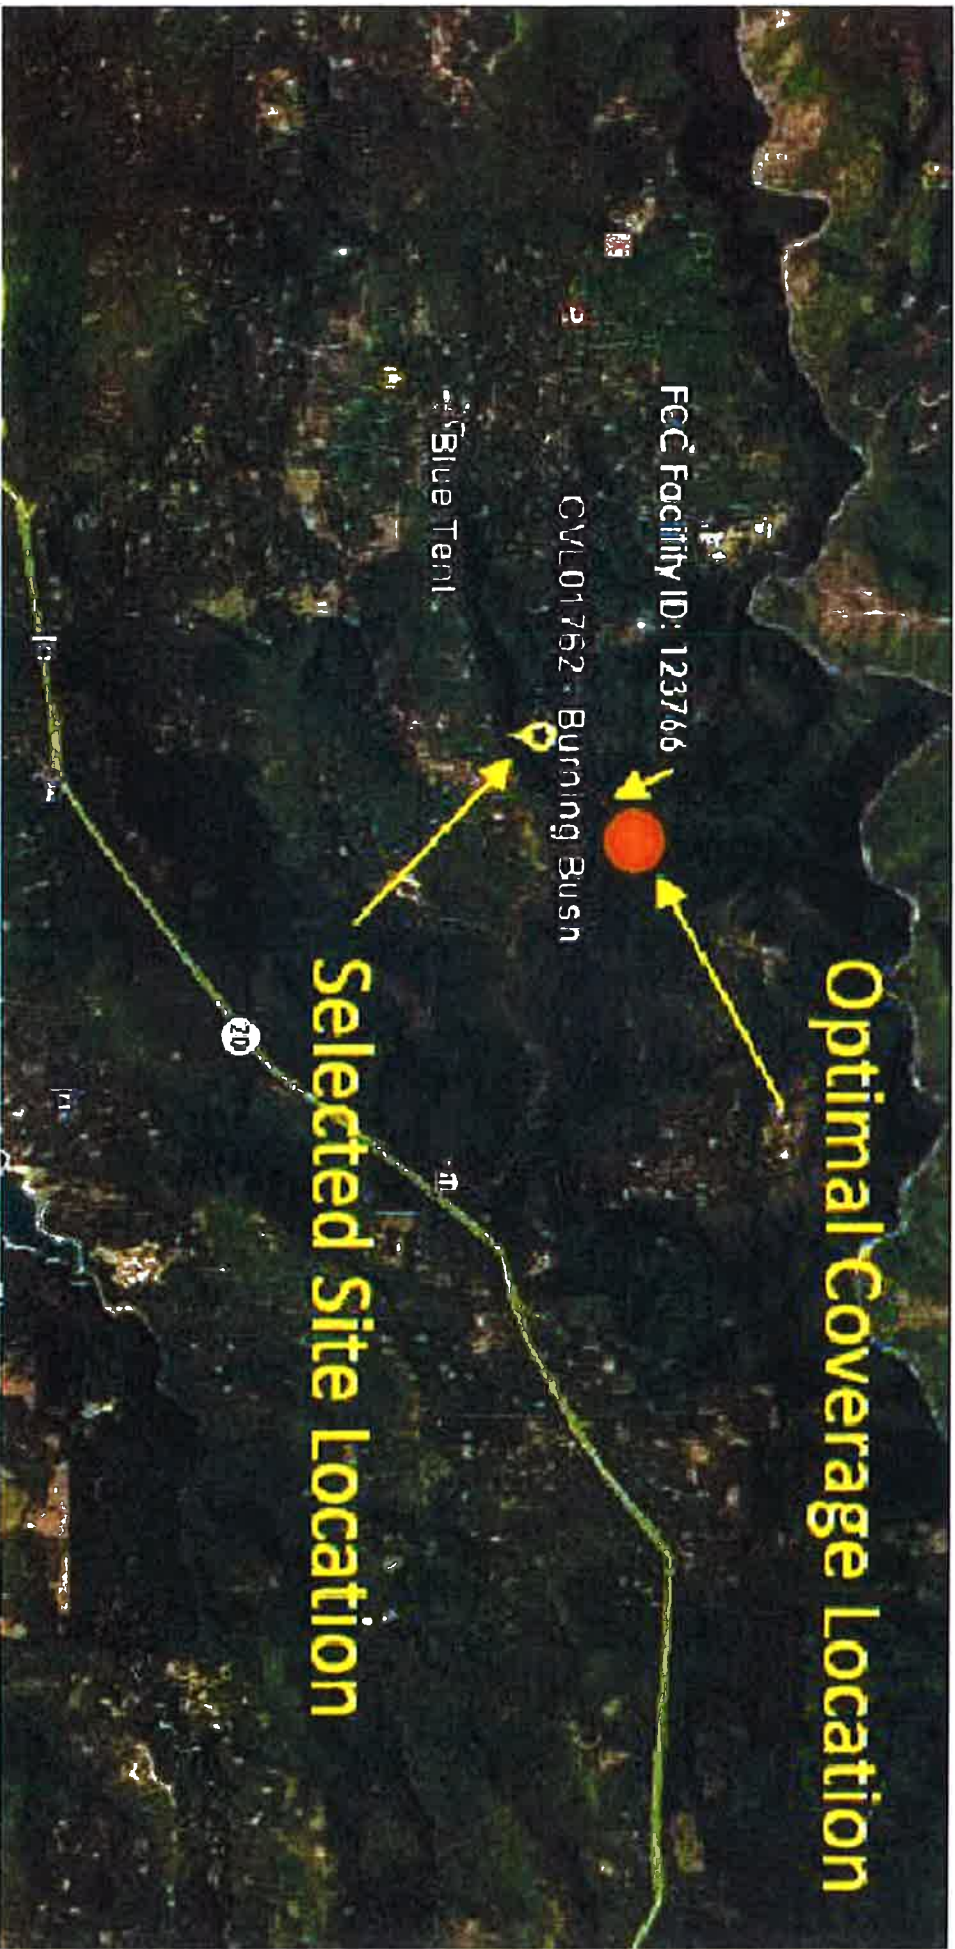 Optimal Coverage Location
FCC Facility ID: 123766
CVL01762 - Burning Bush
Blue Tent
Selected Site Location
20